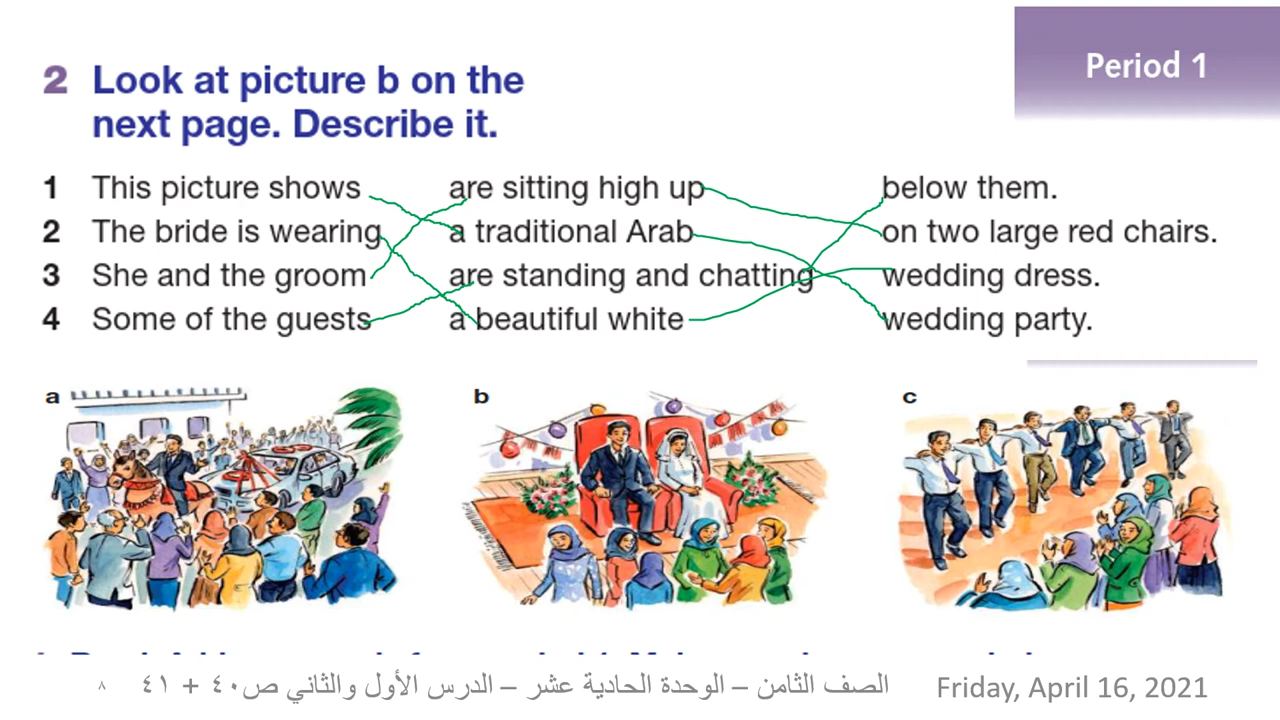 Period 1
2 Look at picture b on the
next page. Describe it.
1 This picture shows are sitting high up below them.
2 The bride is wearing a traditional Arab on two large red chairs.
3 She and the groom are standing and chatting wedding dress.
4 Some of the guests a beautiful white wedding party.
a b c
الصف الثامن – الوحدة الحادية عشر – الدرس الأول والثاني ص٤٠ + ٤١
٨
Friday, April 16, 2021